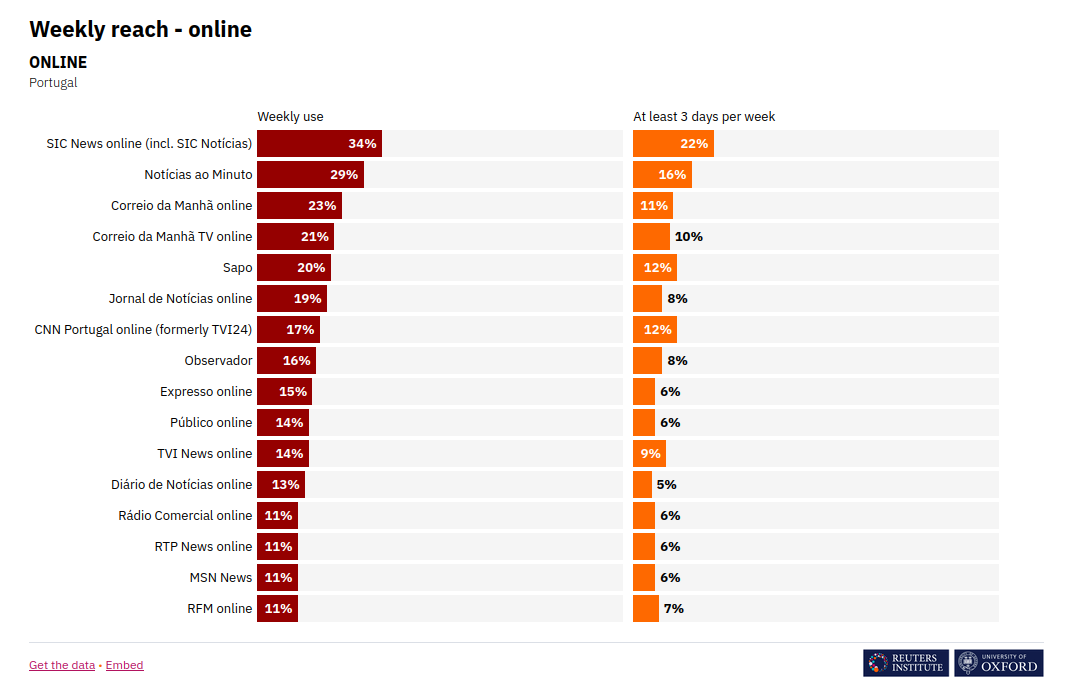 Weekly reach - online
ONLINE
Portugal
Weekly use At least 3 days per week
SIC News online (incl. SIC Notícias) 34% 22%
Notícias ao Minuto 29% 16%
Correio da Manhã online 23% 11%
Correio da Manhã TV online 21% 10%
Sapo 20% 12%
Jornal de Notícias online 19% 8%
CNN Portugal online (formerly TVI24) 17% 12%
Observador 16% 8%
Expresso online 15% 6%
Público online 14% 6%
TVI News online 14% 9%
Diário de Notícias online 13% 5%
Rádio Comercial online 11% 6%
RTP News online 11% 6%
MSN News 11% 6%
RFM online 11% 7%
Get the data • Embed
REUTERS
INSTITUTE
UNIVERSITY OF
OXFORD